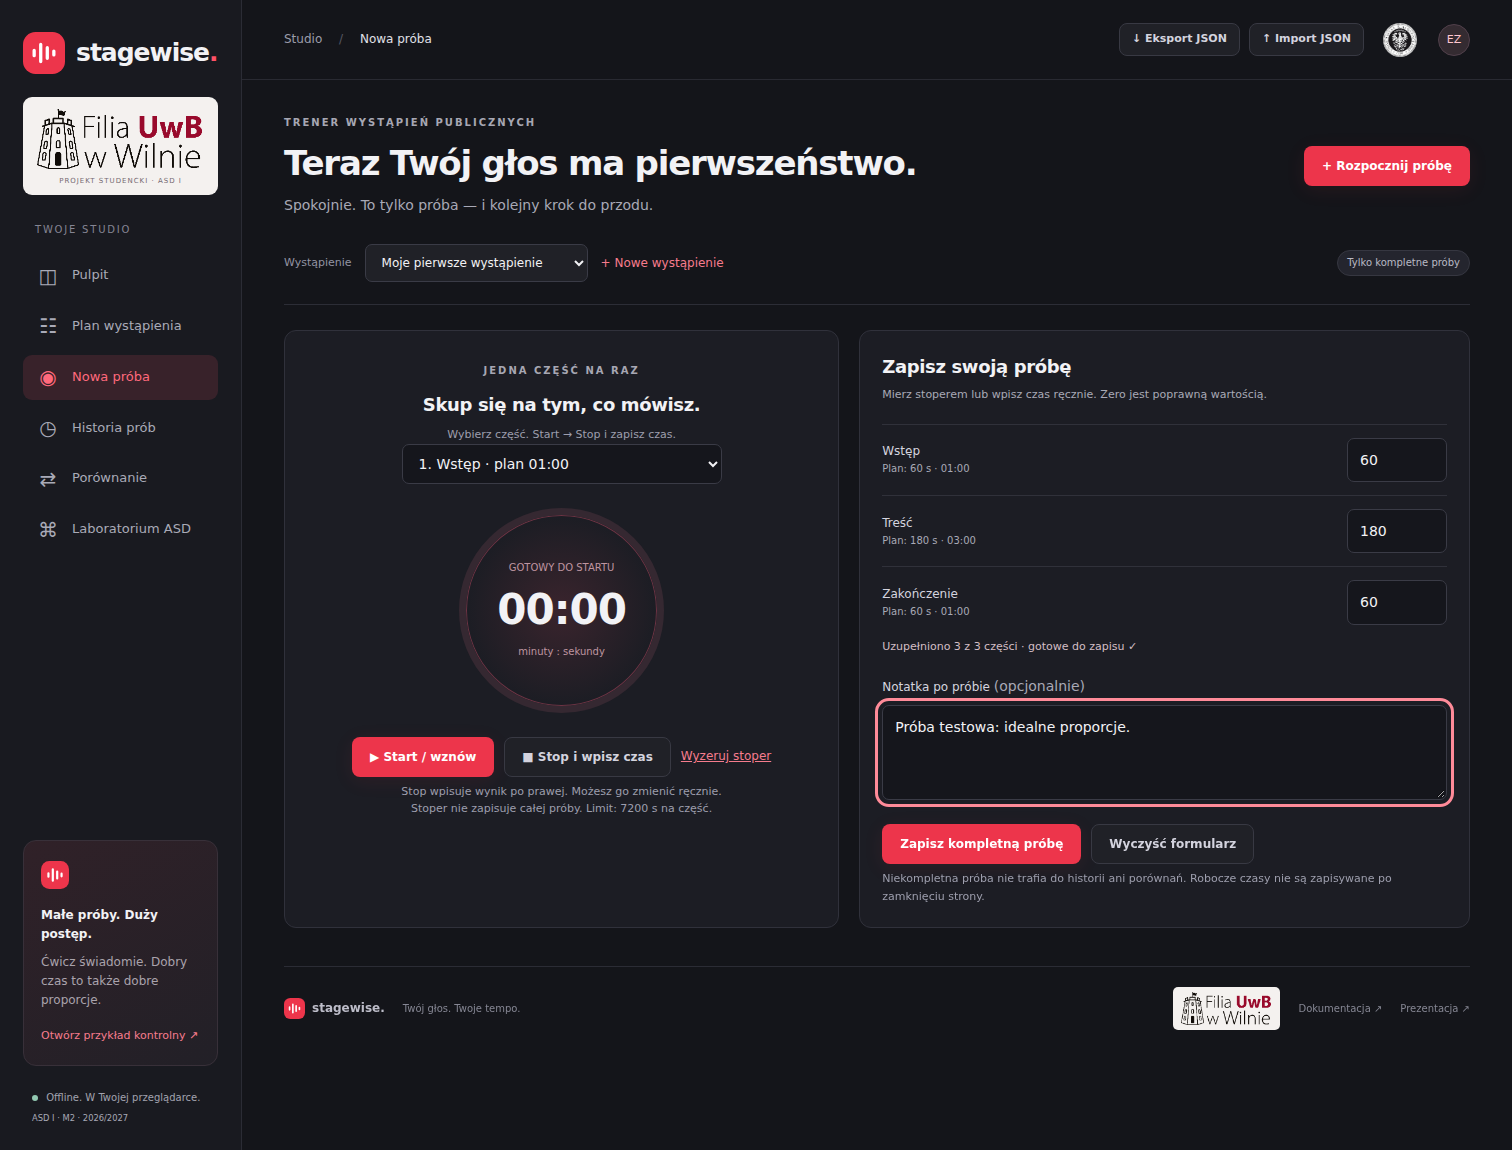 stagewise.
Filia UwB
w Wilnie
PROJEKT STUDENCKI · ASD I
TWOJE STUDIO
Pulpit
Plan wystąpienia
Nowa próba
Historia prób
Porównanie
Laboratorium ASD
Małe próby. Duży
postęp.
Ćwicz świadomie. Dobry
czas to także dobre
proporcje.
Otwórz przykład kontrolny ↗
Offline. W Twojej przeglądarce.
ASD I · M2 · 2026/2027
Studio / Nowa próba
↓ Eksport JSON
↑ Import JSON
EZ
TRENER WYSTĄPIEŃ PUBLICZNYCH
Teraz Twój głos ma pierwszeństwo.
Spokojnie. To tylko próba — i kolejny krok do przodu.
+ Rozpocznij próbę
Wystąpienie
Moje pierwsze wystąpienie
+ Nowe wystąpienie
Tylko kompletne próby
JEDNA CZĘŚĆ NA RAZ
Skup się na tym, co mówisz.
Wybierz część. Start → Stop i zapisz czas.
1. Wstęp · plan 01:00
GOTOWY DO STARTU
00:00
minuty : sekundy
▶ Start / wznów
■ Stop i wpisz czas
Wyzeruj stoper
Stop wpisuje wynik po prawej. Możesz go zmienić ręcznie.
Stoper nie zapisuje całej próby. Limit: 7200 s na część.
Zapisz swoją próbę
Mierz stoperem lub wpisz czas ręcznie. Zero jest poprawną wartością.
Wstęp
Plan: 60 s · 01:00
60
Treść
Plan: 180 s · 03:00
180
Zakończenie
Plan: 60 s · 01:00
60
Uzupełniono 3 z 3 części · gotowe do zapisu ✓
Notatka po próbie (opcjonalnie)
Próba testowa: idealne proporcje.
Zapisz kompletną próbę
Wyczyść formularz
Niekompletna próba nie trafia do historii ani porównań. Robocze czasy nie są zapisywane po
zamknięciu strony.
stagewise.
Twój głos. Twoje tempo.
Filia UwB
w Wilnie
Dokumentacja ↗
Prezentacja ↗